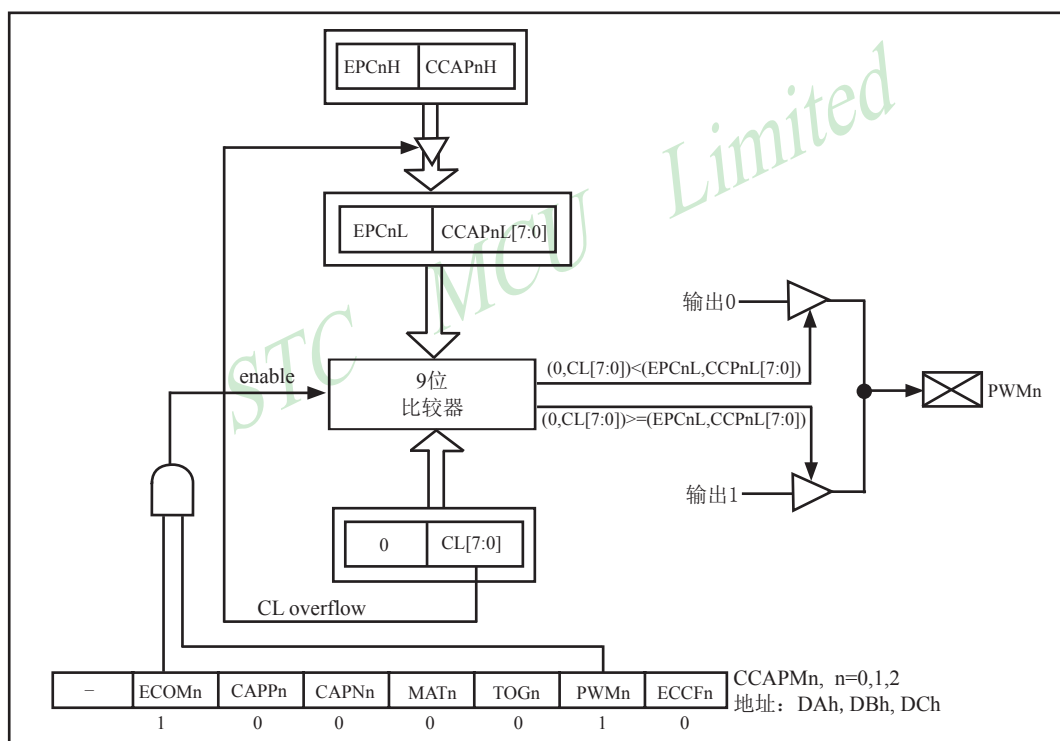 EPCnH CCAPnH
EPCnL CCAPnL[7:0]
STC MCU Limited
输出0
enable
9位
比较器
(0,CL[7:0])<(EPCnL,CCPnL[7:0])
(0,CL[7:0])>=(EPCnL,CCPnL[7:0])
PWMn
输出1
0 CL[7:0]
CL overflow
– ECOMn CAPPn CAPNn MATn TOGn PWMn ECCFn
CCAPMn, n=0,1,2
地址：DAh, DBh, DCh
1 0 0 0 0 1 0